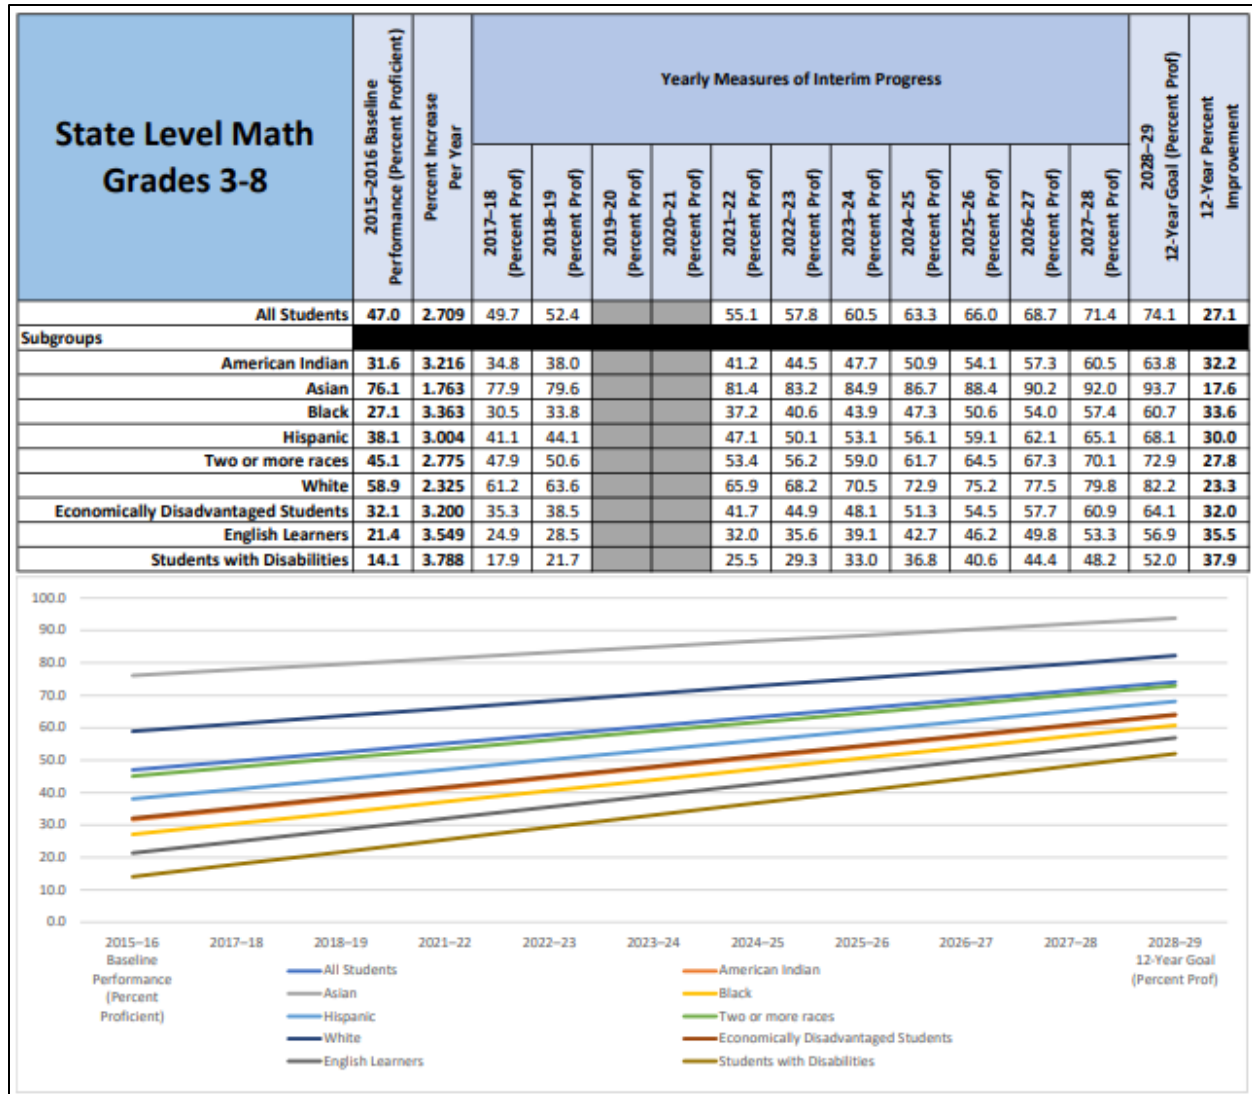 State Level Math
Grades 3-8
2015–2016 Baseline
Performance (Percent Proficient)
Percent Increase
Per Year
Yearly Measures of Interim Progress
2017–18
(Percent Prof)
2018–19
(Percent Prof)
2019–20
(Percent Prof)
2020–21
(Percent Prof)
2021–22
(Percent Prof)
2022–23
(Percent Prof)
2023–24
(Percent Prof)
2024–25
(Percent Prof)
2025–26
(Percent Prof)
2026–27
(Percent Prof)
2027–28
(Percent Prof)
2028–29
12-Year Goal (Percent Prof)
12-Year Percent
Improvement
All Students 47.0 2.709 49.7 52.4 55.1 57.8 60.5 63.3 66.0 68.7 71.4 74.1 27.1
Subgroups
American Indian 31.6 3.216 34.8 38.0 41.2 44.5 47.7 50.9 54.1 57.3 60.5 63.8 32.2
Asian 76.1 1.763 77.9 79.6 81.4 83.2 84.9 86.7 88.4 90.2 92.0 93.7 17.6
Black 27.1 3.363 30.5 33.8 37.2 40.6 43.9 47.3 50.6 54.0 57.4 60.7 33.6
Hispanic 38.1 3.004 41.1 44.1 47.1 50.1 53.1 56.1 59.1 62.1 65.1 68.1 30.0
Two or more races 45.1 2.775 47.9 50.6 53.4 56.2 59.0 61.7 64.5 67.3 70.1 72.9 27.8
White 58.9 2.325 61.2 63.6 65.9 68.2 70.5 72.9 75.2 77.5 79.8 82.2 23.3
Economically Disadvantaged Students 32.1 3.200 35.3 38.5 41.7 44.9 48.1 51.3 54.5 57.7 60.9 64.1 32.0
English Learners 21.4 3.549 24.9 28.5 32.0 35.6 39.1 42.7 46.2 49.8 53.3 56.9 35.5
Students with Disabilities 14.1 3.788 17.9 21.7 25.5 29.3 33.0 36.8 40.6 44.4 48.2 52.0 37.9
100.0
90.0
80.0
70.0
60.0
50.0
40.0
30.0
20.0
10.0
0.0
2015–16 2017–18 2018–19 2021–22 2022–23 2023–24 2024–25 2025–26 2026–27 2027–28 2028–29
Baseline 12-Year Goal
Performance (Percent Prof)
(Percent
Proficient)
All Students American Indian
Asian Black
Hispanic Two or more races
White Economically Disadvantaged Students
English Learners Students with Disabilities